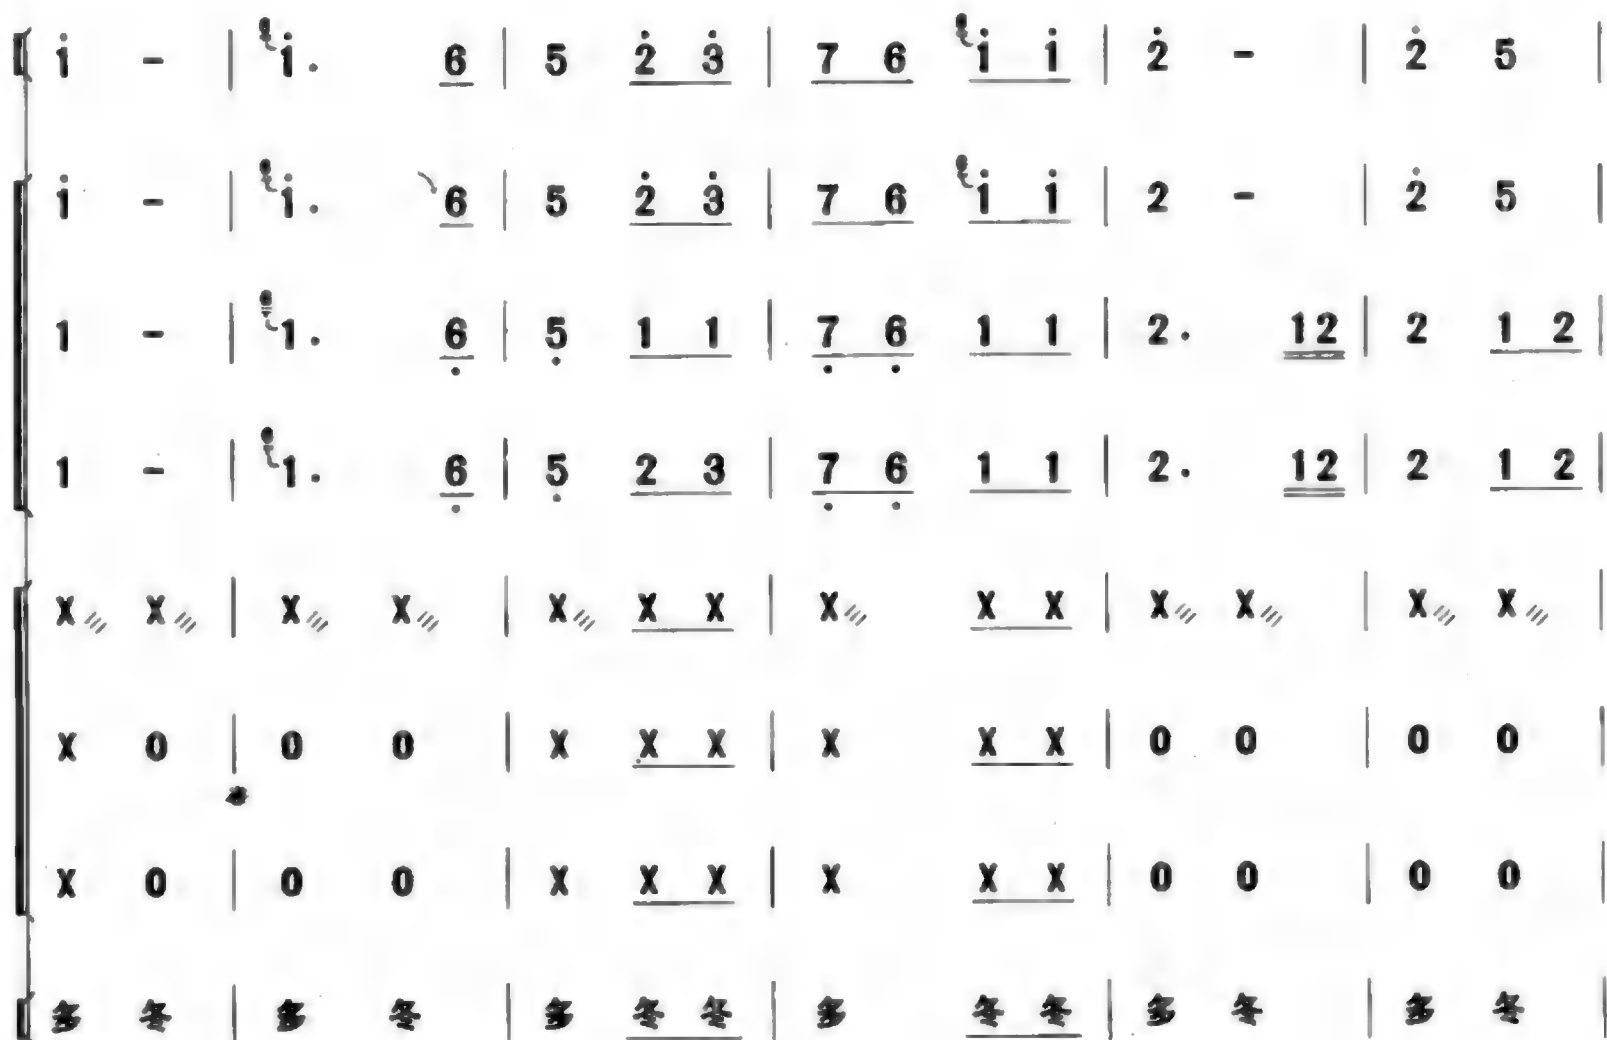 i - | i. 6 | 5 2̇ 3̇ | 7 6 i i | 2̇ - | 2̇ 5 |
i - | i. 6 | 5 2̇ 3̇ | 7 6 i i | 2 - | 2̇ 5 |
1 - | 1. 6̣ | 5̣ 1 1 | 7̣ 6̣ 1 1 | 2. 12 | 2 1 2 |
1 - | 1. 6̣ | 5̣ 2 3 | 7̣ 6̣ 1 1 | 2. 12 | 2 1 2 |
X X | X X | X X X | X X X | X X | X X |
X 0 | 0 0 | X X X | X X X | 0 0 | 0 0 |
X 0 | 0 0 | X X X | X X X | 0 0 | 0 0 |
多 冬 | 多 冬 | 多 冬 冬 | 多 冬 冬 | 多 冬 | 多 冬 |